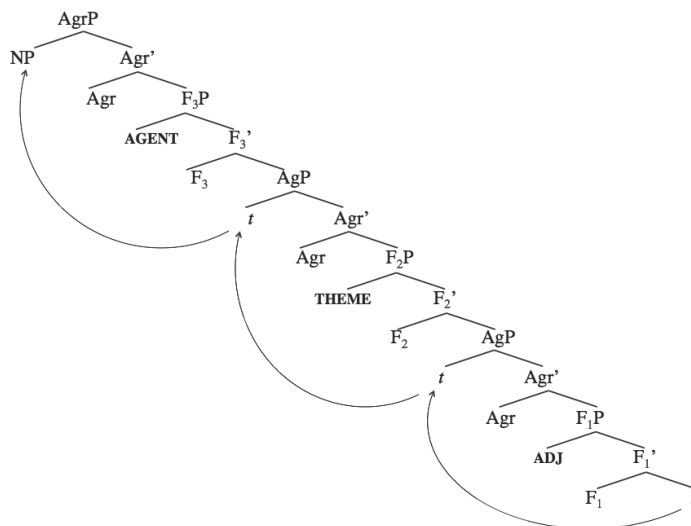 AgrP
NP Agr’
Agr F₃P
AGENT F₃’
F₃ AgP
t Agr’
Agr F₂P
THEME F₂’
F₂ AgP
t Agr’
Agr F₁P
ADJ F₁’
F₁